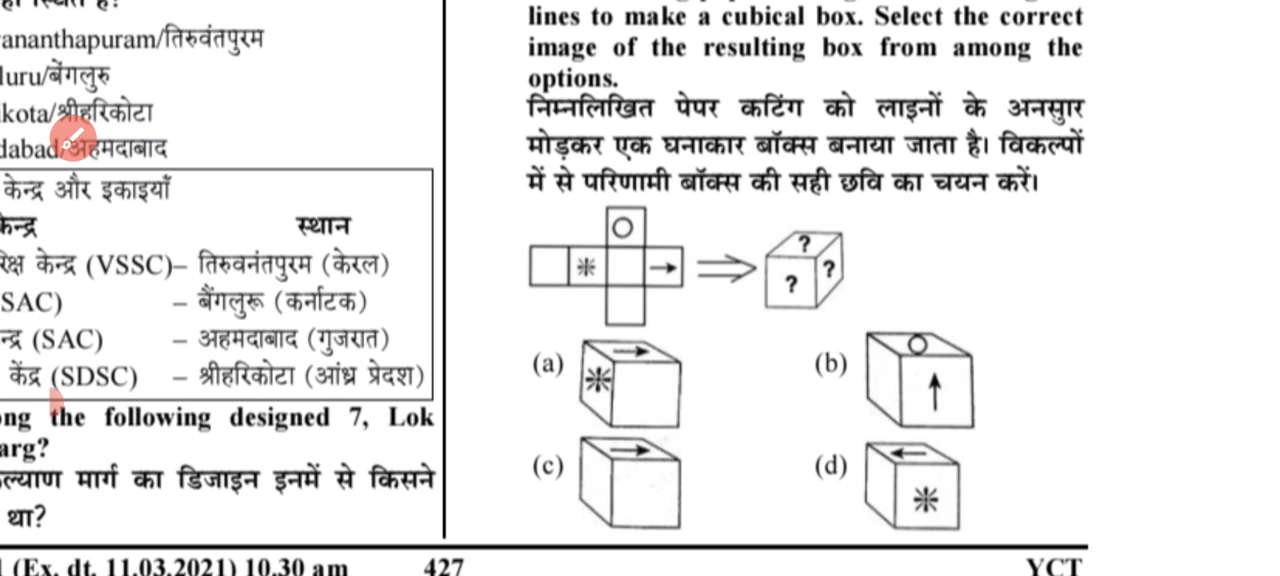 ananthapuram/तिरुवंतपुरम
luru/बेंगलुरु
ikota/श्रीहरिकोटा
dabad/अहमदाबाद
केन्द्र और इकाइयाँ
केन्द्र स्थान
केन्द्र (VSSC)– तिरुवनंतपुरम (केरल)
SAC) – बैंगलुरू (कर्नाटक)
(SAC) – अहमदाबाद (गुजरात)
केंद्र (SDSC) – श्रीहरिकोटा (आंध्र प्रदेश)
ong the following designed 7, Lok
arg?
कल्याण मार्ग का डिजाइन इनमें से किसने
था?
lines to make a cubical box. Select the correct
image of the resulting box from among the
options.
निम्नलिखित पेपर कटिंग को लाइनों के अनसुार
मोड़कर एक घनाकार बॉक्स बनाया जाता है। विकल्पों
में से परिणामी बॉक्स की सही छवि का चयन करें।
?
? ?
(a) (b)
(c) (d)
(Ex. dt. 11.03.2021) 10.30 am 427 YCT